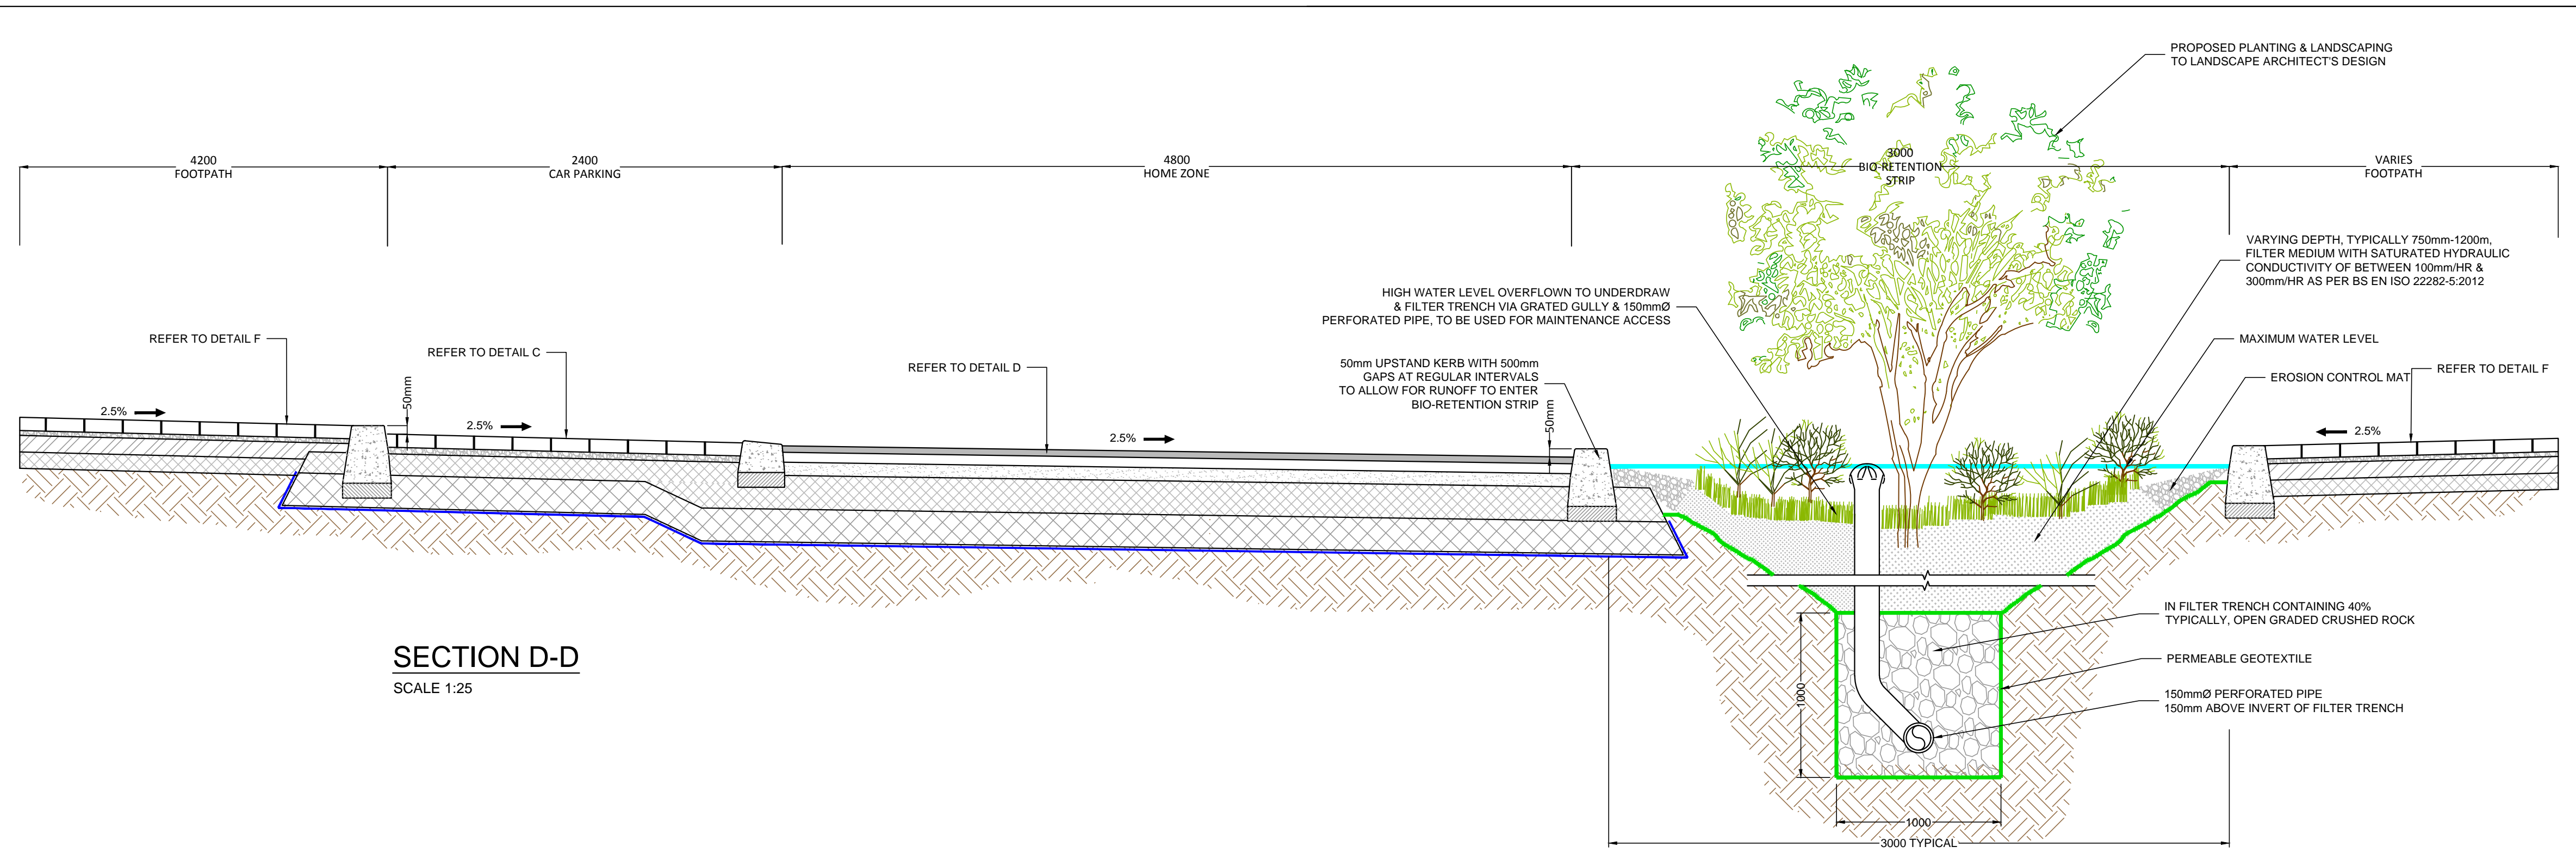 PROPOSED PLANTING & LANDSCAPING
TO LANDSCAPE ARCHITECT'S DESIGN
4200
FOOTPATH
2400
CAR PARKING
4800
HOME ZONE
3000
BIO-RETENTION
STRIP
VARIES
FOOTPATH
VARYING DEPTH, TYPICALLY 750mm-1200m,
FILTER MEDIUM WITH SATURATED HYDRAULIC
CONDUCTIVITY OF BETWEEN 100mm/HR &
300mm/HR AS PER BS EN ISO 22282-5:2012
HIGH WATER LEVEL OVERFLOWN TO UNDERDRAW
& FILTER TRENCH VIA GRATED GULLY & 150mmØ
PERFORATED PIPE, TO BE USED FOR MAINTENANCE ACCESS
REFER TO DETAIL F
REFER TO DETAIL C
REFER TO DETAIL D
50mm UPSTAND KERB WITH 500mm
GAPS AT REGULAR INTERVALS
TO ALLOW FOR RUNOFF TO ENTER
BIO-RETENTION STRIP
MAXIMUM WATER LEVEL
EROSION CONTROL MAT
REFER TO DETAIL F
2.5%
50mm
2.5%
2.5%
50mm
2.5%
IN FILTER TRENCH CONTAINING 40%
TYPICALLY, OPEN GRADED CRUSHED ROCK
PERMEABLE GEOTEXTILE
150mmØ PERFORATED PIPE
150mm ABOVE INVERT OF FILTER TRENCH
1000
1000
3000 TYPICAL
SECTION D-D
SCALE 1:25